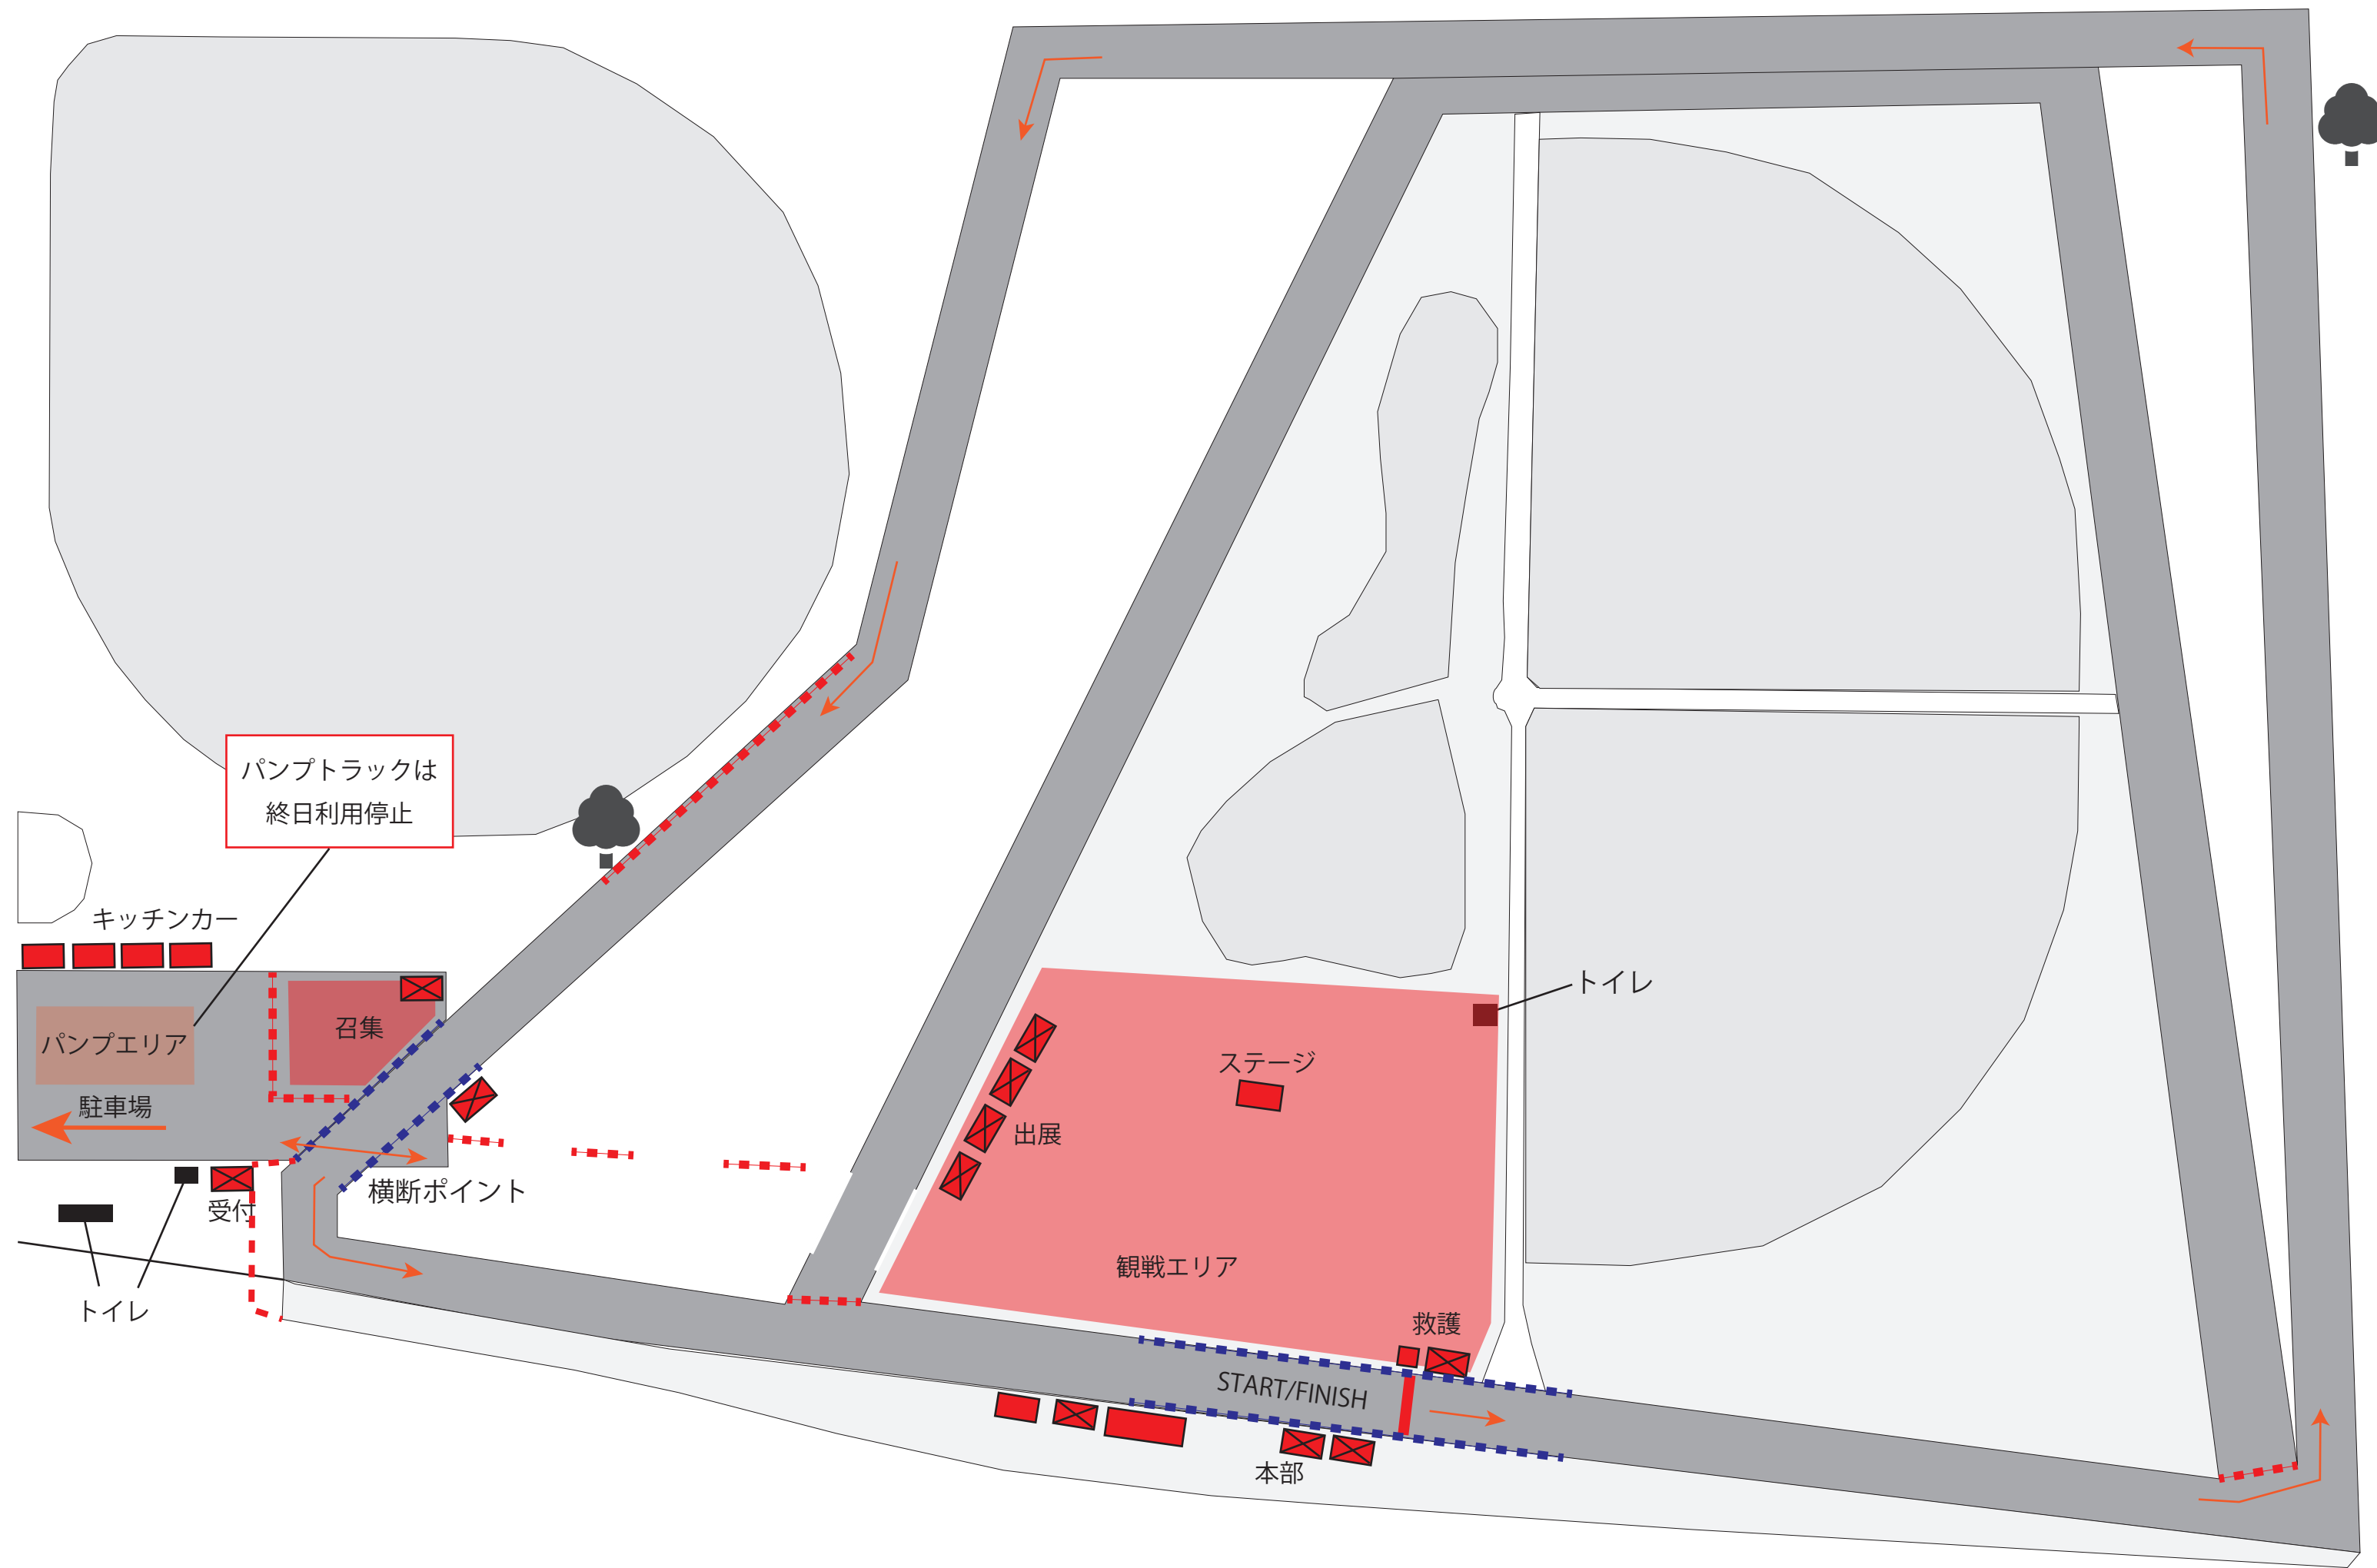 パンプトラックは
終日利用停止
キッチンカー
トイレ
召集
パンプエリア
ステージ
駐車場
出展
横断ポイント
受付
観戦エリア
トイレ
救護
START/FINISH
本部